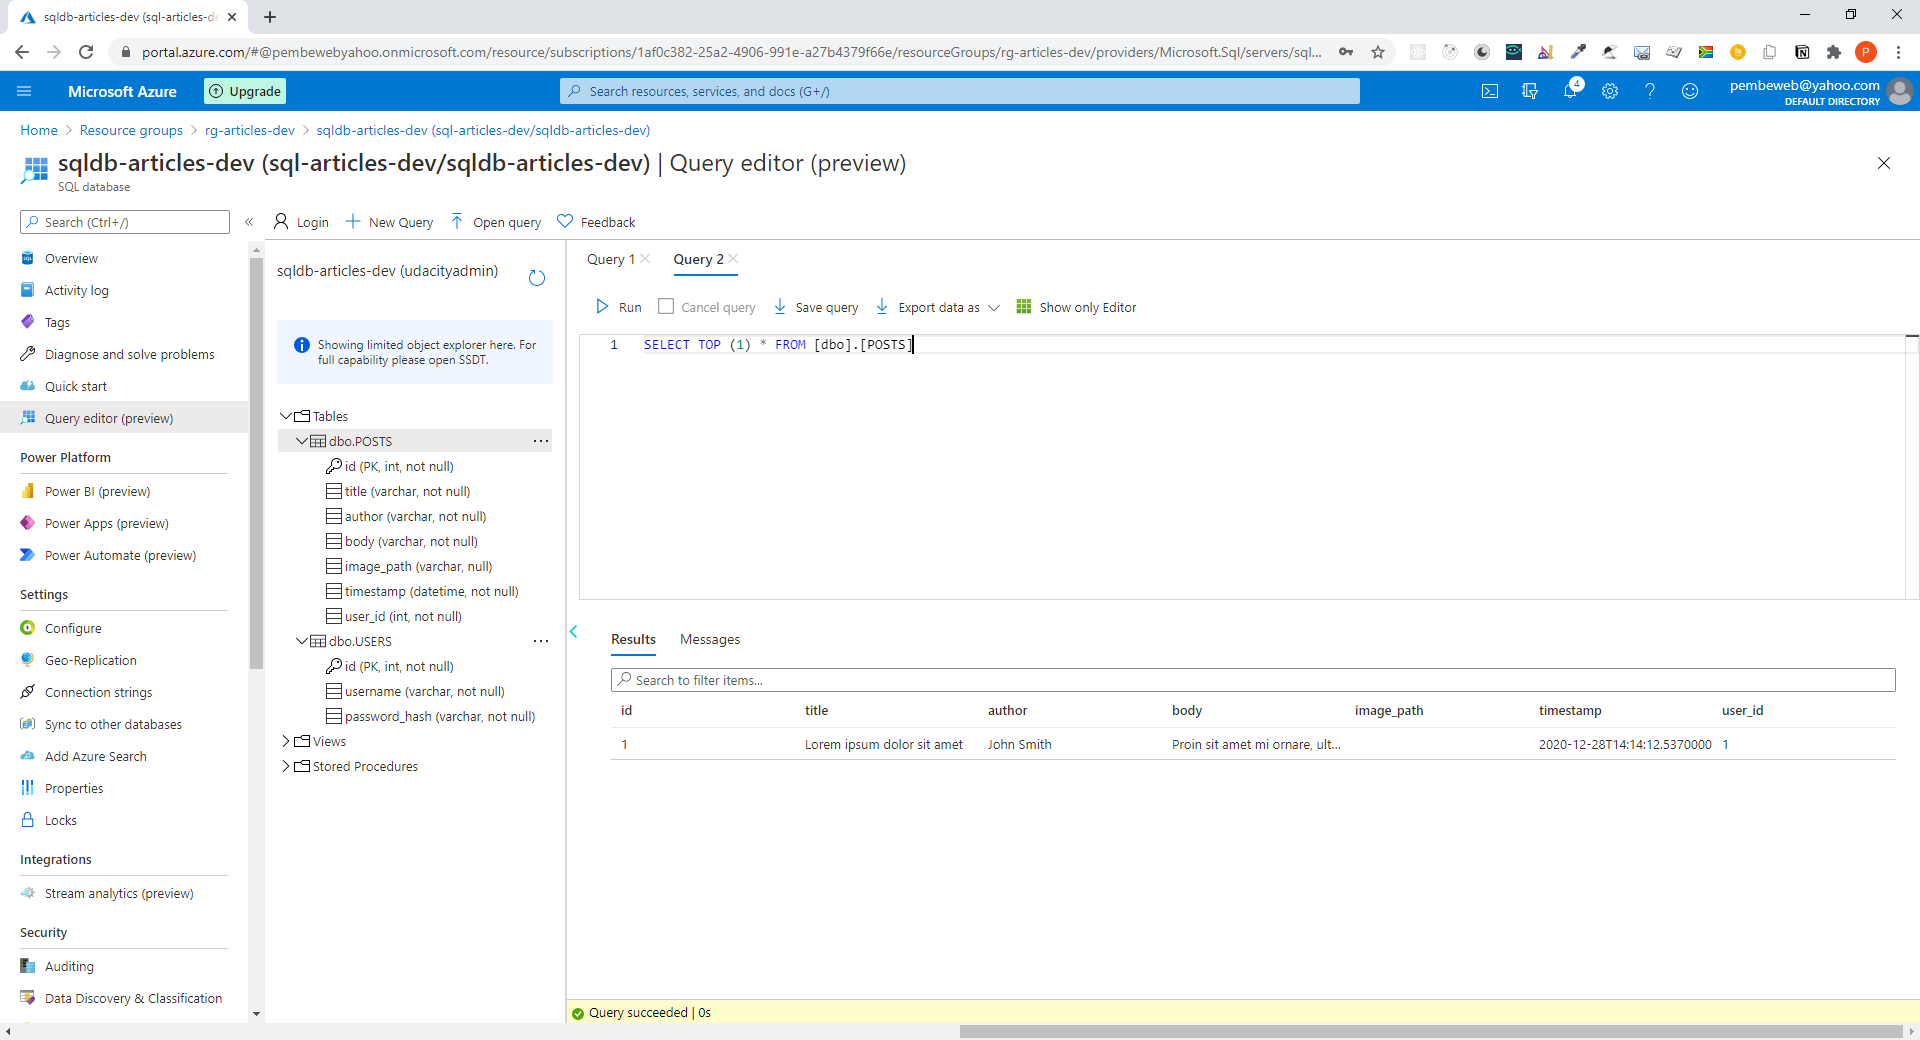 sqldb-articles-dev (sql-articles-de
portal.azure.com/#@pembewebyahoo.onmicrosoft.com/resource/subscriptions/1af0c382-25a2-4906-991e-a27b4379f66e/resourceGroups/rg-articles-dev/providers/Microsoft.Sql/servers/sql...
P
Microsoft Azure
Upgrade
Search resources, services, and docs (G+/)
4
pembeweb@yahoo.com
DEFAULT DIRECTORY
Home > Resource groups > rg-articles-dev > sqldb-articles-dev (sql-articles-dev/sqldb-articles-dev)
sqldb-articles-dev (sql-articles-dev/sqldb-articles-dev) | Query editor (preview)
SQL database
Search (Ctrl+/)
«
Login
New Query
Open query
Feedback
Overview
Activity log
Tags
Diagnose and solve problems
Quick start
Query editor (preview)
Power Platform
Power BI (preview)
Power Apps (preview)
Power Automate (preview)
Settings
Configure
Geo-Replication
Connection strings
Sync to other databases
Add Azure Search
Properties
Locks
Integrations
Stream analytics (preview)
Security
Auditing
Data Discovery & Classification
sqldb-articles-dev (udacityadmin)
Showing limited object explorer here. For
full capability please open SSDT.
Tables
dbo.POSTS
id (PK, int, not null)
title (varchar, not null)
author (varchar, not null)
body (varchar, not null)
image_path (varchar, null)
timestamp (datetime, not null)
user_id (int, not null)
dbo.USERS
id (PK, int, not null)
username (varchar, not null)
password_hash (varchar, not null)
Views
Stored Procedures
Query 1
Query 2
Run
Cancel query
Save query
Export data as
Show only Editor
1 SELECT TOP (1) * FROM [dbo].[POSTS]
Results
Messages
Search to filter items...
id title author body image_path timestamp user_id
1 Lorem ipsum dolor sit amet John Smith Proin sit amet mi ornare, ult... 2020-12-28T14:14:12.5370000 1
Query succeeded | 0s